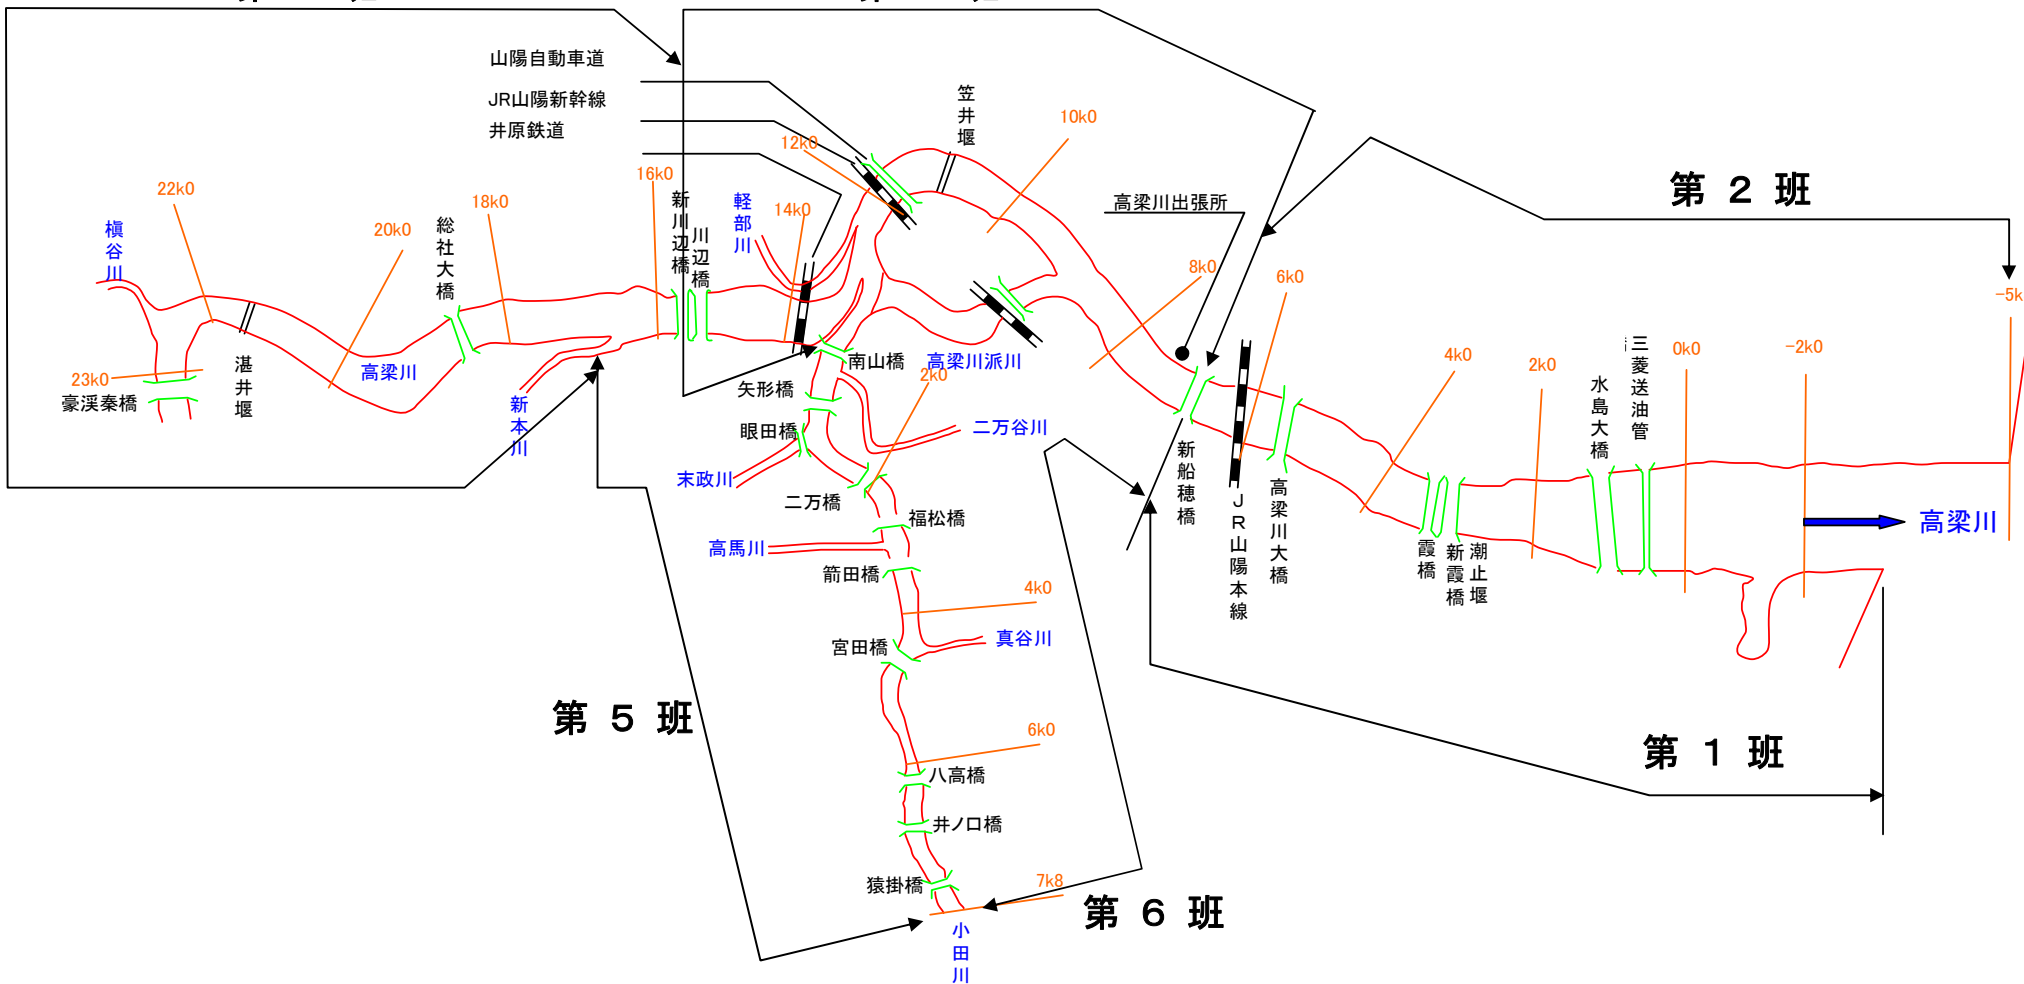 山陽自動車道
JR山陽新幹線
井原鉄道
笠井堰
10k0
12k0
22k0
16k0
18k0
20k0
14k0
槇谷川
総社大橋
新川辺橋
川辺橋
軽部川
高梁川出張所
第 2 班
8k0
6k0
-5k
湛井堰
高梁川
23k0
豪渓秦橋
新本川
南山橋
高梁川派川
2k0
矢形橋
二万谷川
眼田橋
末政川
二万橋
福松橋
高馬川
箭田橋
4k0
真谷川
宮田橋
6k0
八高橋
井ノ口橋
猿掛橋
7k8
小田川
新船穂橋
JR山陽本線
高梁川大橋
4k0
2k0
霞橋
新霞橋
潮止堰
水島大橋
三菱送油管
0k0
-2k0
高梁川
第 5 班
第 1 班
第 6 班